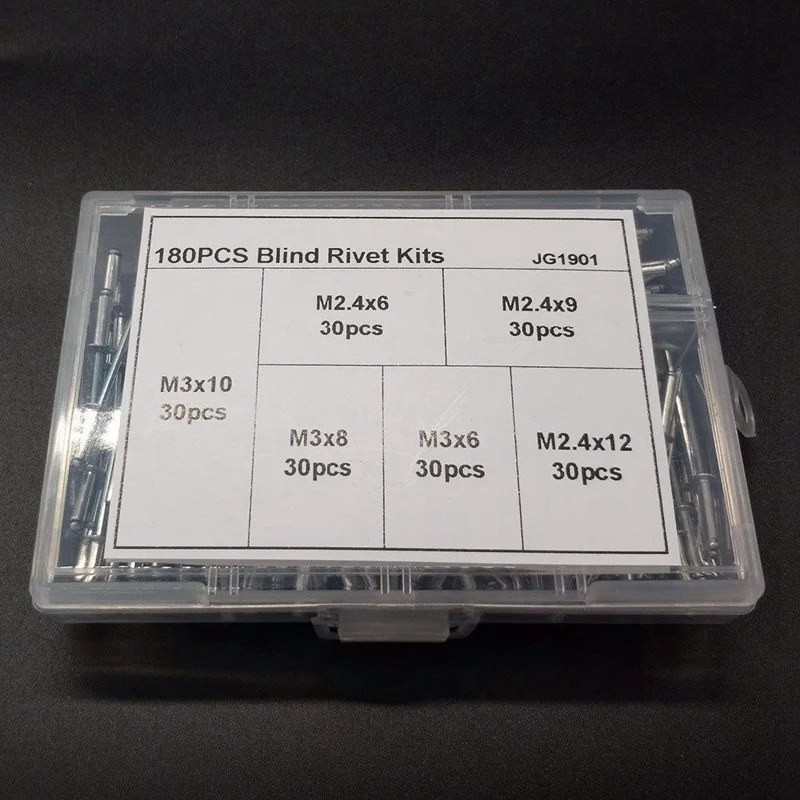 180PCS Blind Rivet Kits
JG1901
M2.4x6
30pcs
M2.4x9
30pcs
M3x10
30pcs
M3x8
30pcs
M3x6
30pcs
M2.4x12
30pcs